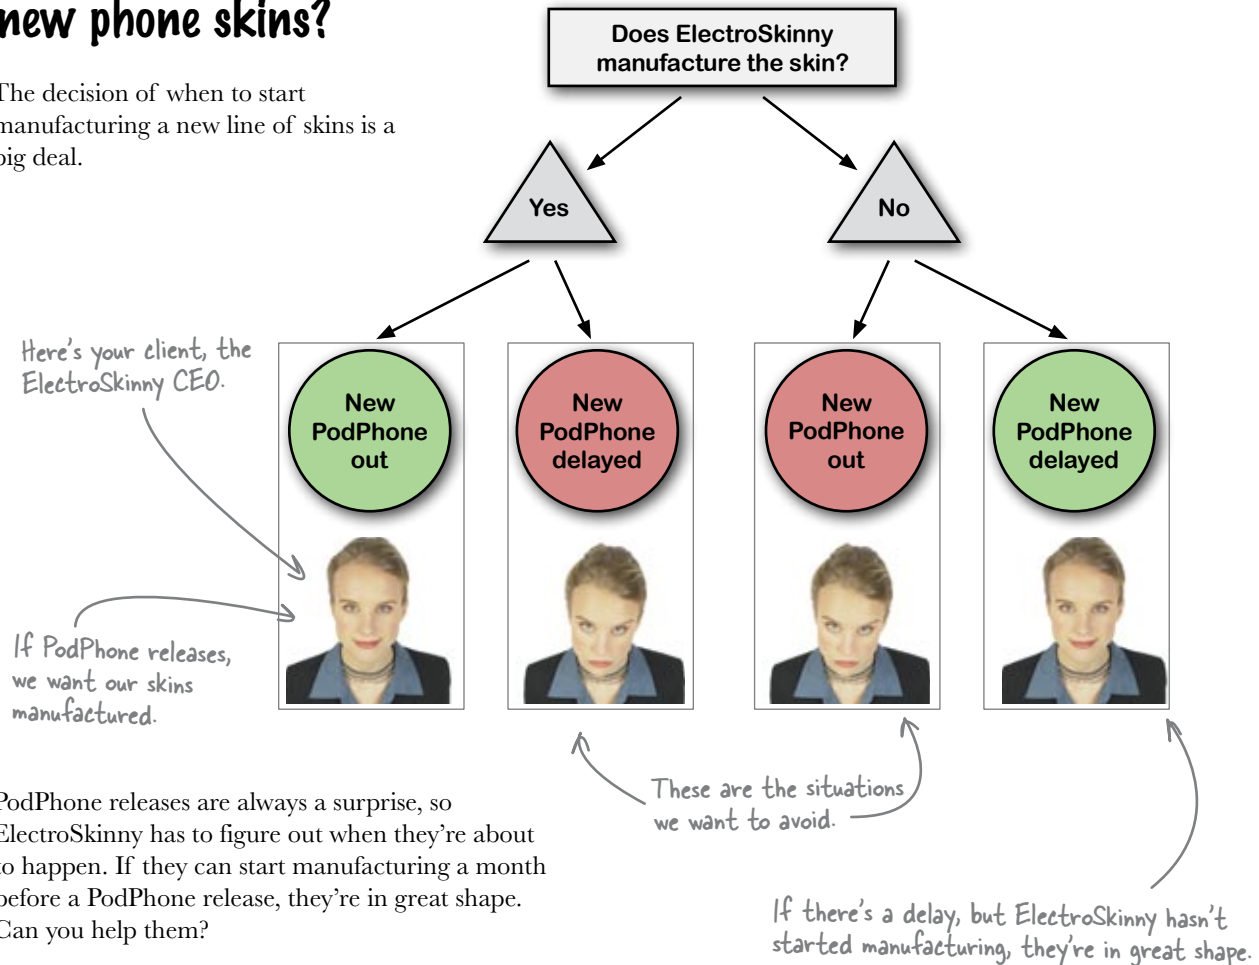 new phone skins?
The decision of when to start
manufacturing a new line of skins is a
big deal.
Does ElectroSkinny
manufacture the skin?
Yes
No
Here's your client, the
ElectroSkinny CEO.
New
PodPhone
out
New
PodPhone
delayed
New
PodPhone
out
New
PodPhone
delayed
If PodPhone releases,
we want our skins
manufactured.
These are the situations
we want to avoid.
PodPhone releases are always a surprise, so
ElectroSkinny has to figure out when they're about
to happen. If they can start manufacturing a month
before a PodPhone release, they're in great shape.
Can you help them?
If there's a delay, but ElectroSkinny hasn't
started manufacturing, they're in great shape.